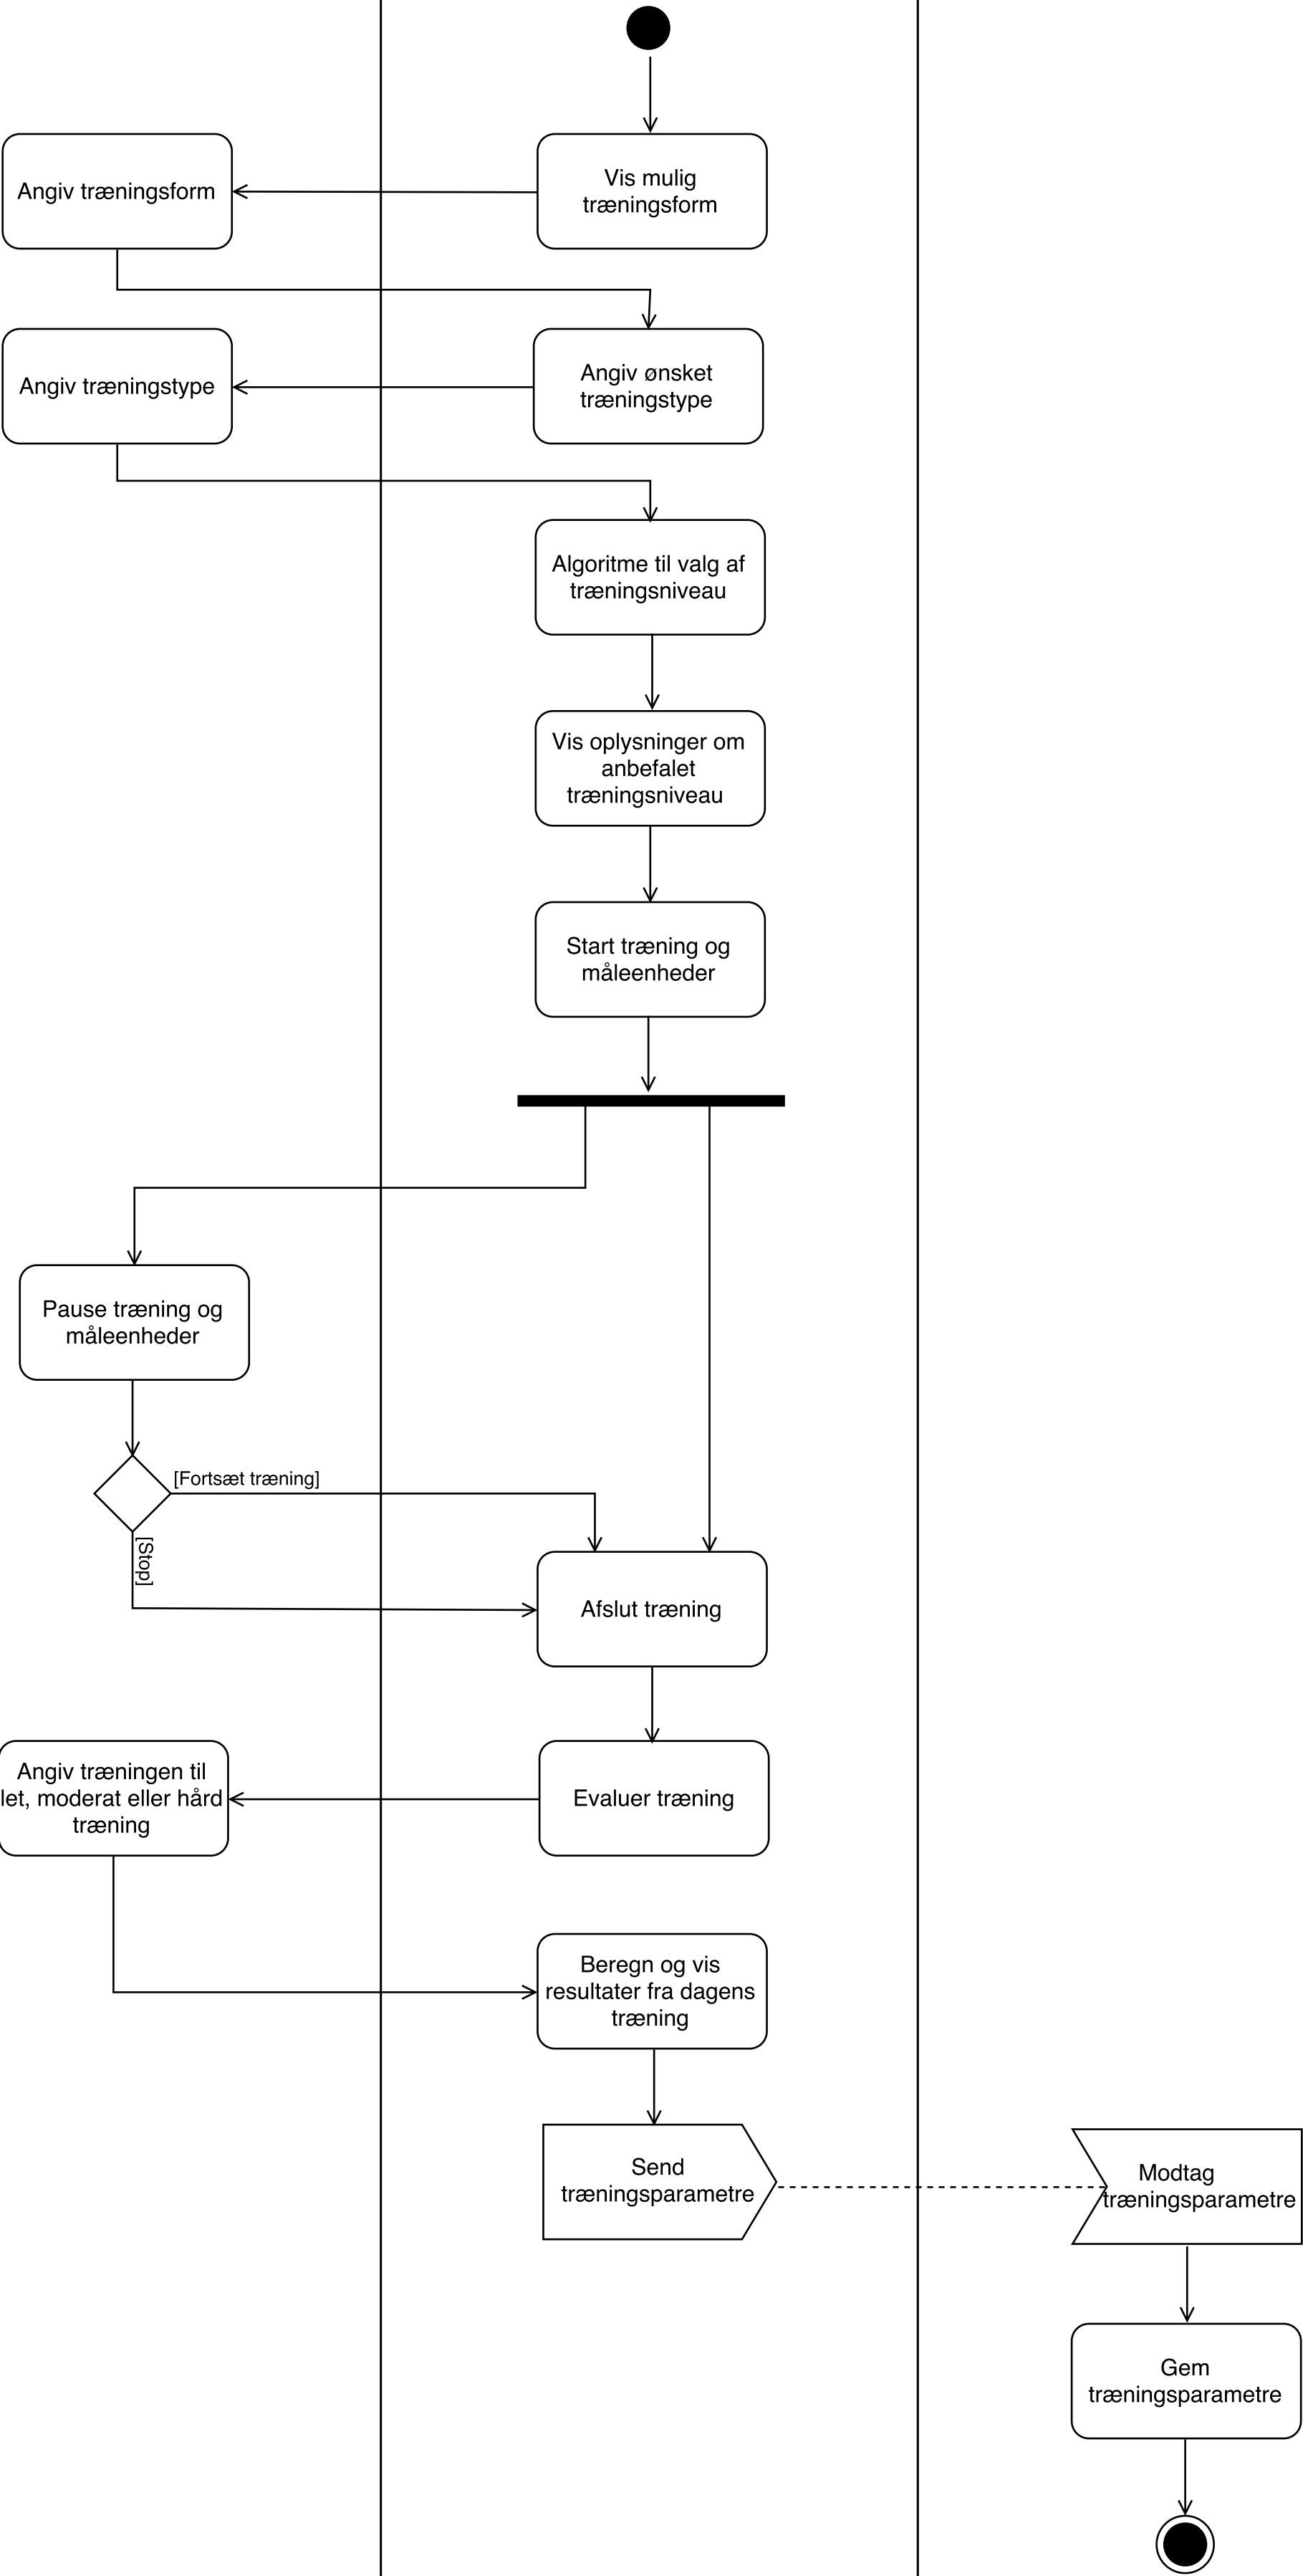 Vis mulig
træningsform
Angiv træningsform
Angiv ønsket
træningstype
Angiv træningstype
Algoritme til valg af
træningsniveau
Vis oplysninger om
anbefalet
træningsniveau
Start træning og
måleenheder
Pause træning og
måleenheder
[Fortsæt træning]
[Stop]
Afslut træning
Evaluer træning
Angiv træningen til
let, moderat eller hård
træning
Beregn og vis
resultater fra dagens
træning
Send
træningsparametre
Modtag
træningsparametre
Gem
træningsparametre